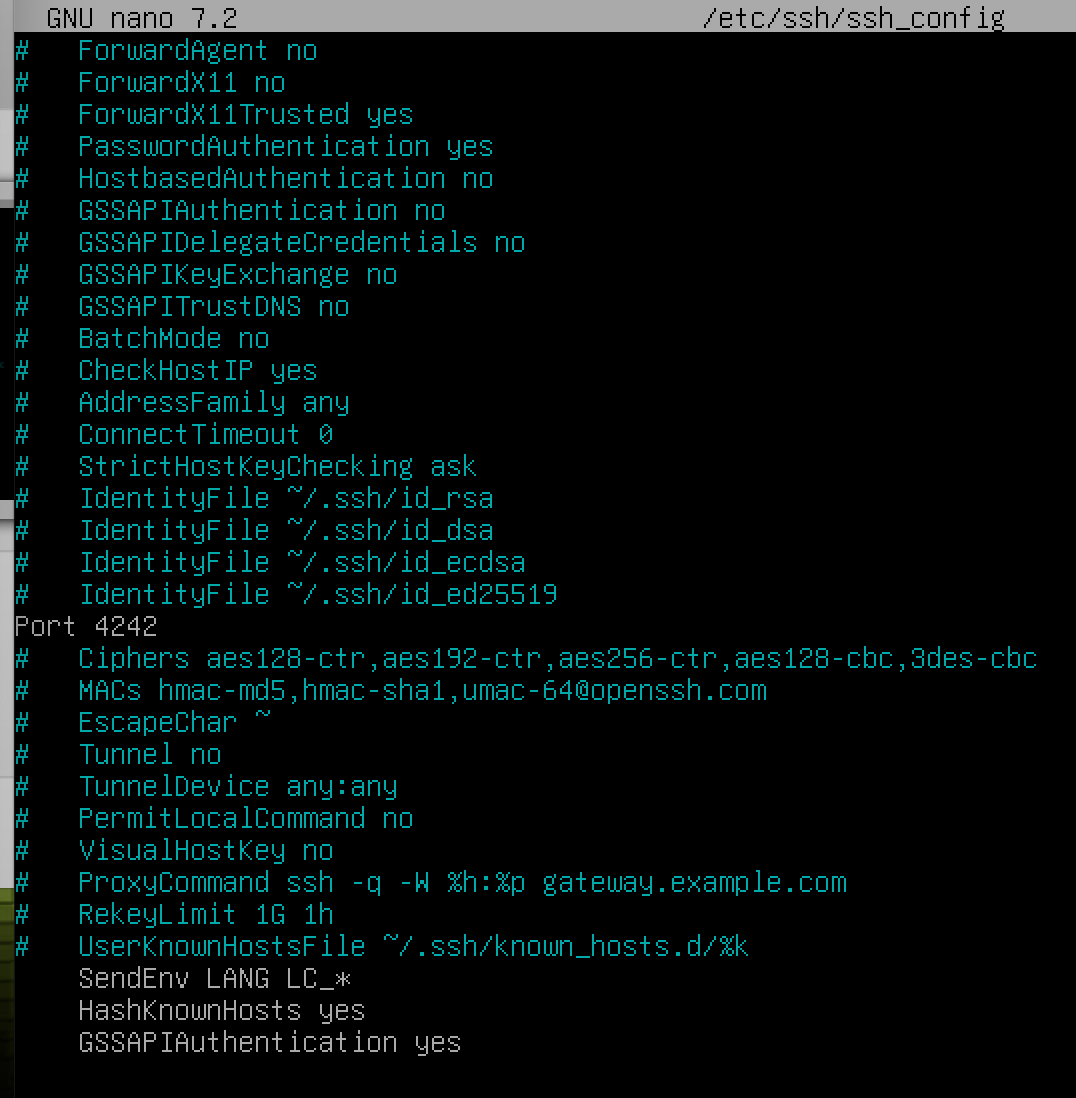 GNU nano 7.2 /etc/ssh/ssh_config
#   ForwardAgent no
#   ForwardX11 no
#   ForwardX11Trusted yes
#   PasswordAuthentication yes
#   HostbasedAuthentication no
#   GSSAPIAuthentication no
#   GSSAPIDelegateCredentials no
#   GSSAPIKeyExchange no
#   GSSAPITrustDNS no
#   BatchMode no
#   CheckHostIP yes
#   AddressFamily any
#   ConnectTimeout 0
#   StrictHostKeyChecking ask
#   IdentityFile ~/.ssh/id_rsa
#   IdentityFile ~/.ssh/id_dsa
#   IdentityFile ~/.ssh/id_ecdsa
#   IdentityFile ~/.ssh/id_ed25519
Port 4242
#   Ciphers aes128-ctr,aes192-ctr,aes256-ctr,aes128-cbc,3des-cbc
#   MACs hmac-md5,hmac-sha1,umac-64@openssh.com
#   EscapeChar ~
#   Tunnel no
#   TunnelDevice any:any
#   PermitLocalCommand no
#   VisualHostKey no
#   ProxyCommand ssh -q -W %h:%p gateway.example.com
#   RekeyLimit 1G 1h
#   UserKnownHostsFile ~/.ssh/known_hosts.d/%k
    SendEnv LANG LC_*
    HashKnownHosts yes
    GSSAPIAuthentication yes